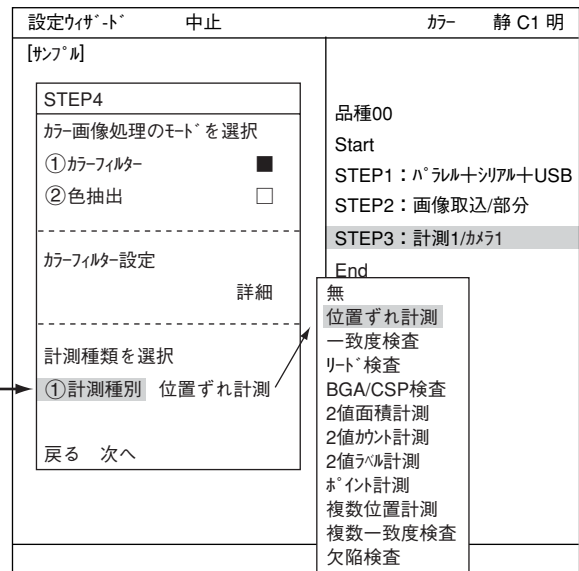 設定ウィザード 中止 カラー 静 C1 明
[サンプル]
STEP4
カラー画像処理のモードを選択
①カラーフィルター ■
②色抽出 □
カラーフィルター設定
詳細
計測種類を選択
①計測種別 位置ずれ計測
戻る 次へ
品種00
Start
STEP1：パラレル＋シリアル＋USB
STEP2：画像取込/部分
STEP3：計測1/カメラ1
End
無
位置ずれ計測
一致度検査
リード検査
BGA/CSP検査
2値面積計測
2値カウント計測
2値ラベル計測
ポイント計測
複数位置計測
複数一致度検査
欠陥検査